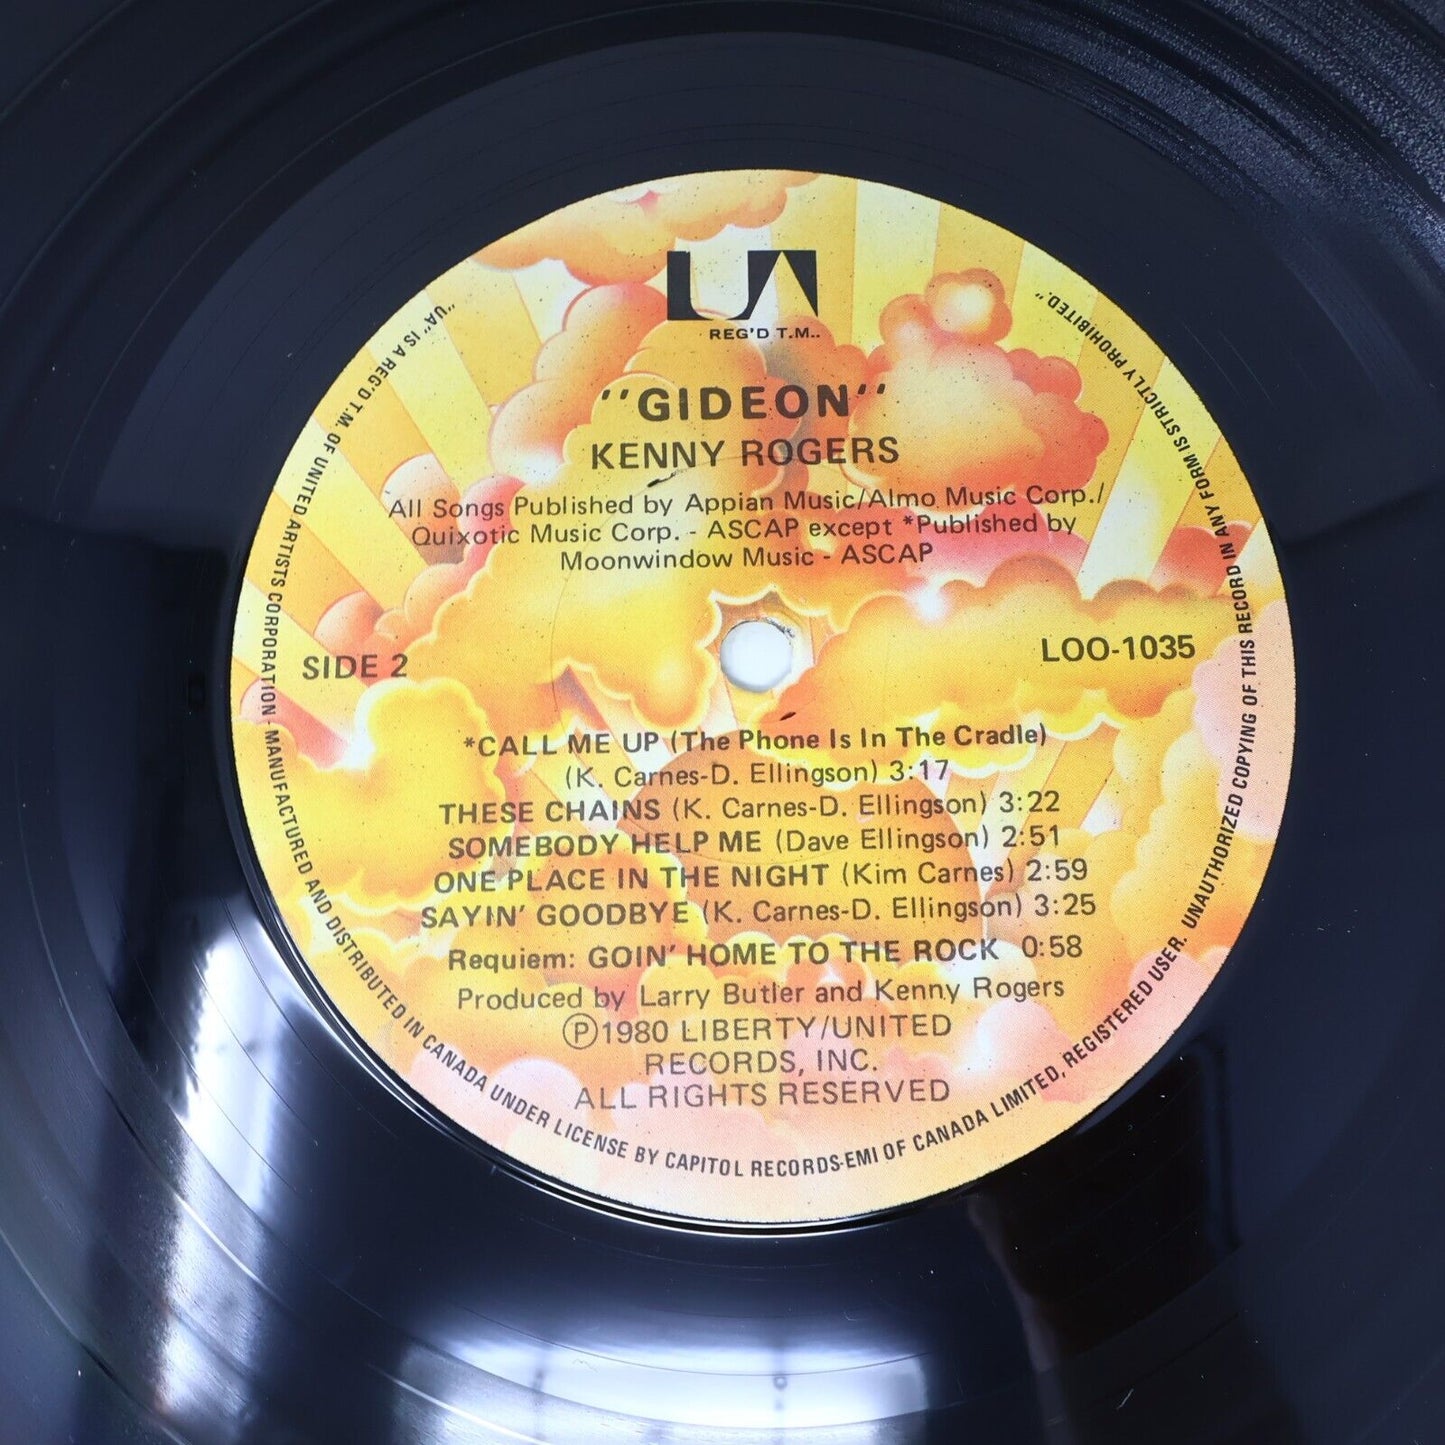 UA
REG'D T.M..
"GIDEON"
KENNY ROGERS
All Songs Published by Appian Music/Almo Music Corp./
Quixotic Music Corp. - ASCAP except *Published by
Moonwindow Music - ASCAP
SIDE 2
LOO-1035
*CALL ME UP (The Phone Is In The Cradle)
(K. Carnes-D. Ellingson) 3:17
THESE CHAINS (K. Carnes-D. Ellingson) 3:22
SOMEBODY HELP ME (Dave Ellingson) 2:51
ONE PLACE IN THE NIGHT (Kim Carnes) 2:59
SAYIN' GOODBYE (K. Carnes-D. Ellingson) 3:25
Requiem: GOIN' HOME TO THE ROCK 0:58
Produced by Larry Butler and Kenny Rogers
Ⓟ1980 LIBERTY/UNITED
RECORDS, INC.
ALL RIGHTS RESERVED
"UA" IS A REG'D T.M. OF UNITED ARTISTS CORPORATION - MANUFACTURED AND DISTRIBUTED IN CANADA UNDER LICENSE BY CAPITOL RECORDS-EMI OF CANADA LIMITED, REGISTERED USER. UNAUTHORIZED COPYING OF THIS RECORD IN ANY FORM IS STRICTLY PROHIBITED."